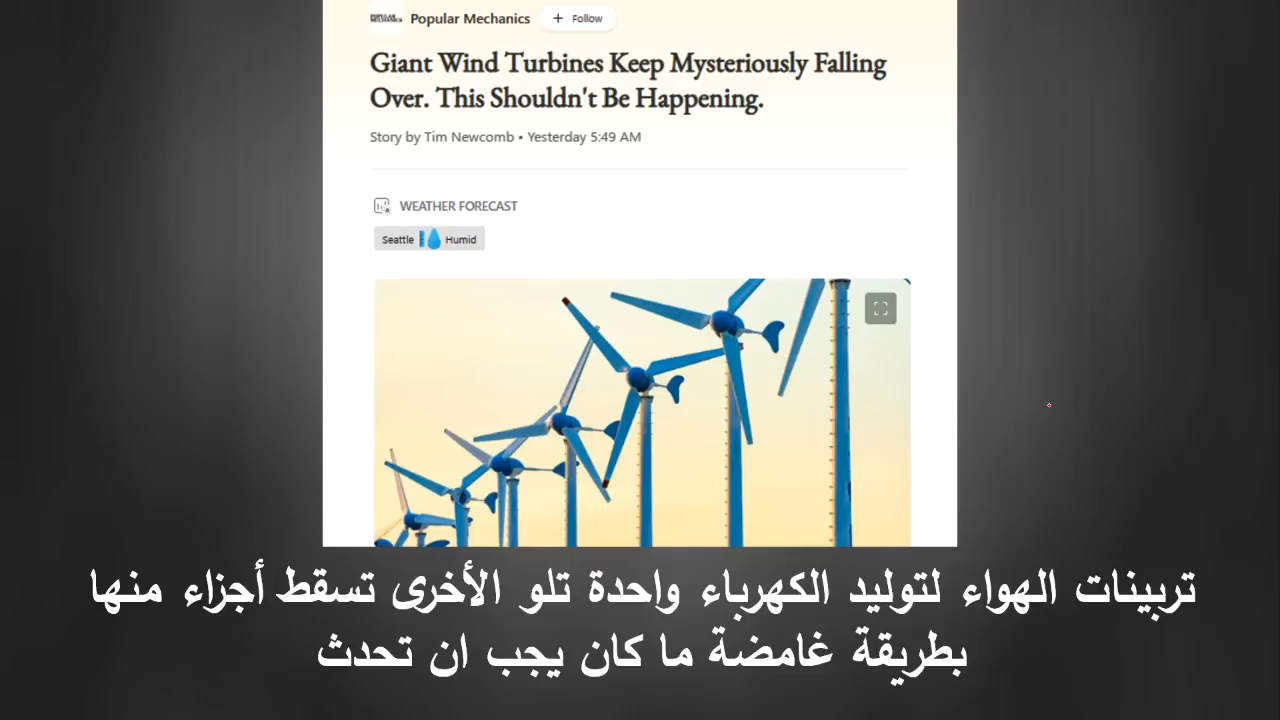 POPULAR MECHANICS Popular Mechanics + Follow
Giant Wind Turbines Keep Mysteriously Falling
Over. This Shouldn't Be Happening.
Story by Tim Newcomb • Yesterday 5:49 AM
WEATHER FORECAST
Seattle Humid
تربينات الهواء لتوليد الكهرباء واحدة تلو الأخرى تسقط أجزاء منها
بطريقة غامضة ما كان يجب ان تحدث